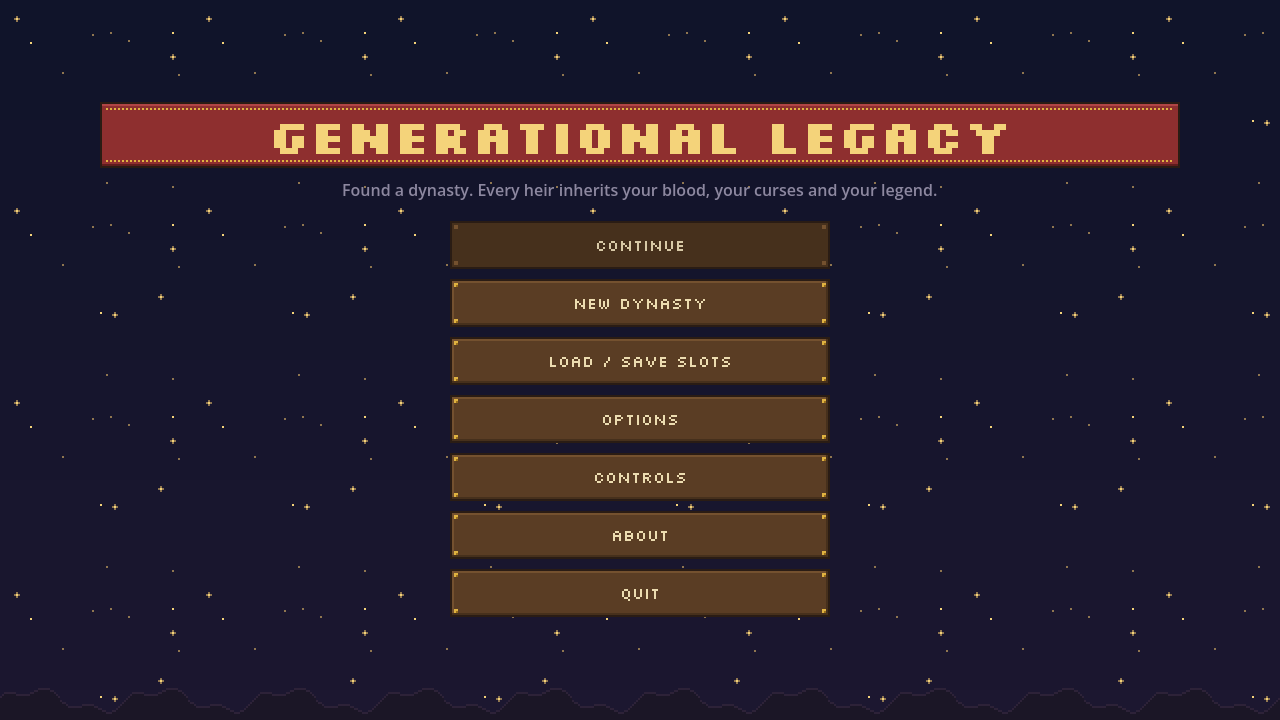 GENERATIONAL LEGACY
Found a dynasty. Every heir inherits your blood, your curses and your legend.
CONTINUE
NEW DYNASTY
LOAD / SAVE SLOTS
OPTIONS
CONTROLS
ABOUT
QUIT